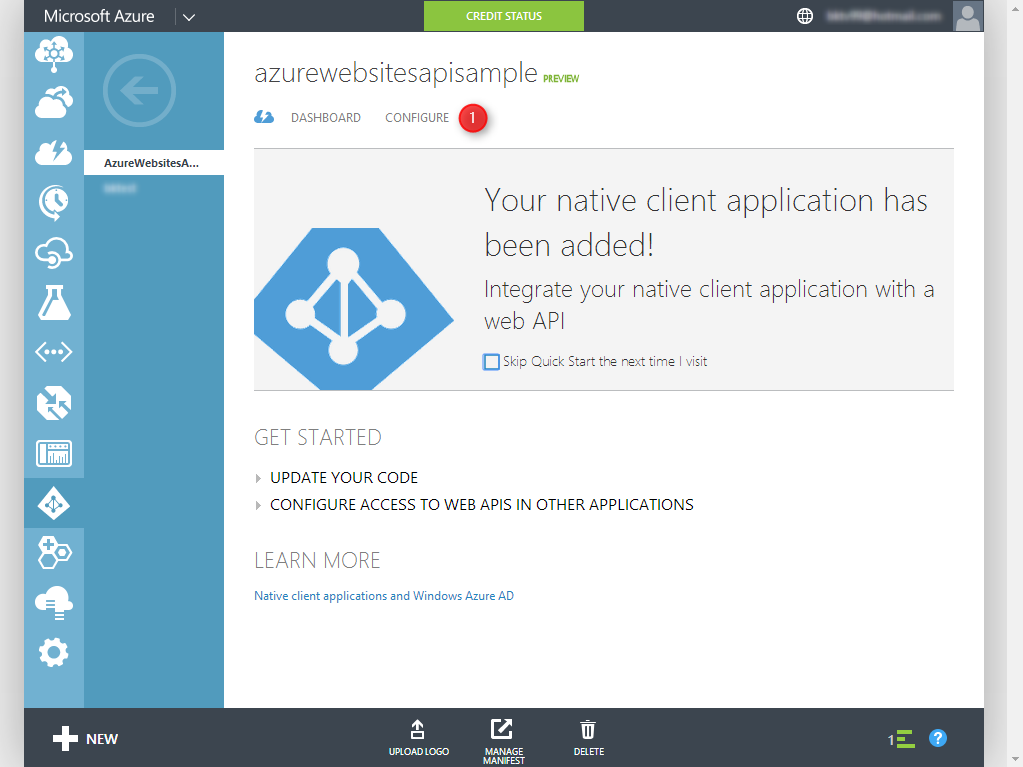 Microsoft Azure
CREDIT STATUS
azurewebsitesapisample PREVIEW
DASHBOARD CONFIGURE 1
AzureWebsitesA...
Your native client application has
been added!
Integrate your native client application with a
web API
Skip Quick Start the next time I visit
GET STARTED
UPDATE YOUR CODE
CONFIGURE ACCESS TO WEB APIS IN OTHER APPLICATIONS
LEARN MORE
Native client applications and Windows Azure AD
NEW
UPLOAD LOGO
MANAGE
MANIFEST
DELETE
1
?